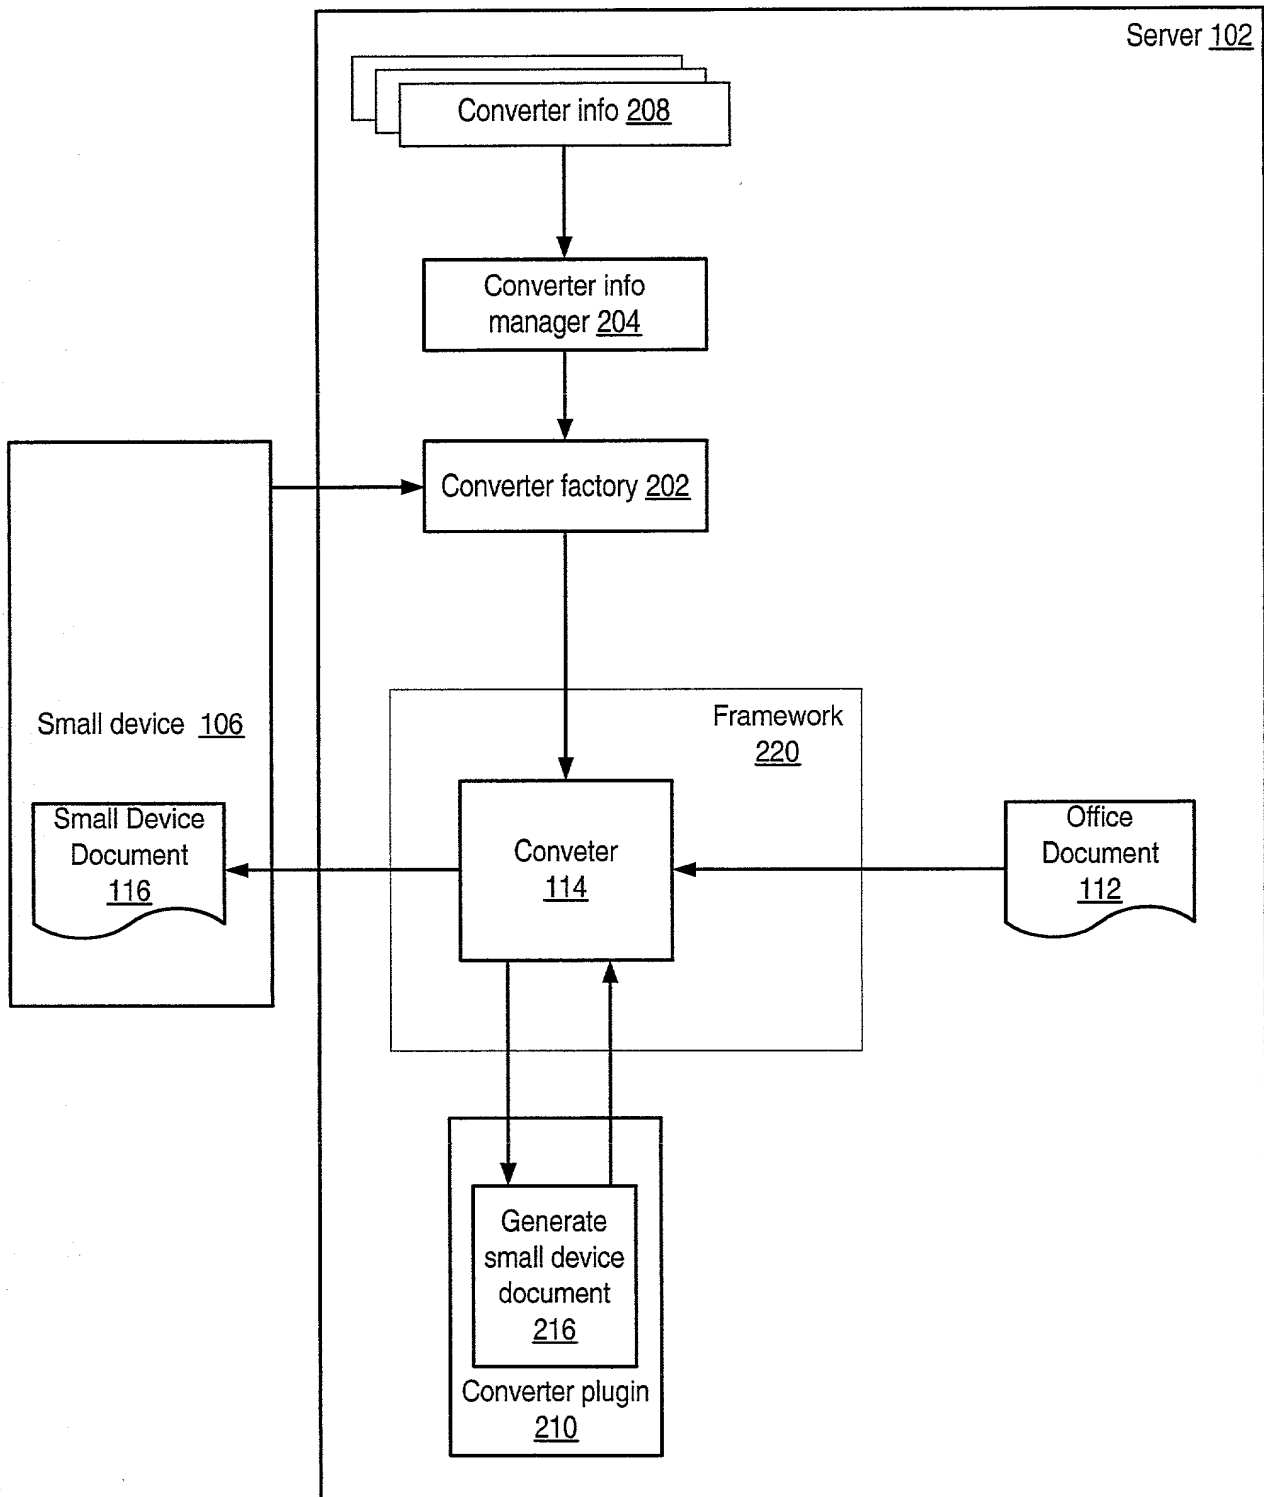 Server 102
Converter info 208
Converter info
manager 204
Converter factory 202
Small device 106
Small Device
Document
116
Framework
220
Conveter
114
Office
Document
112
Generate
small device
document
216
Converter plugin
210